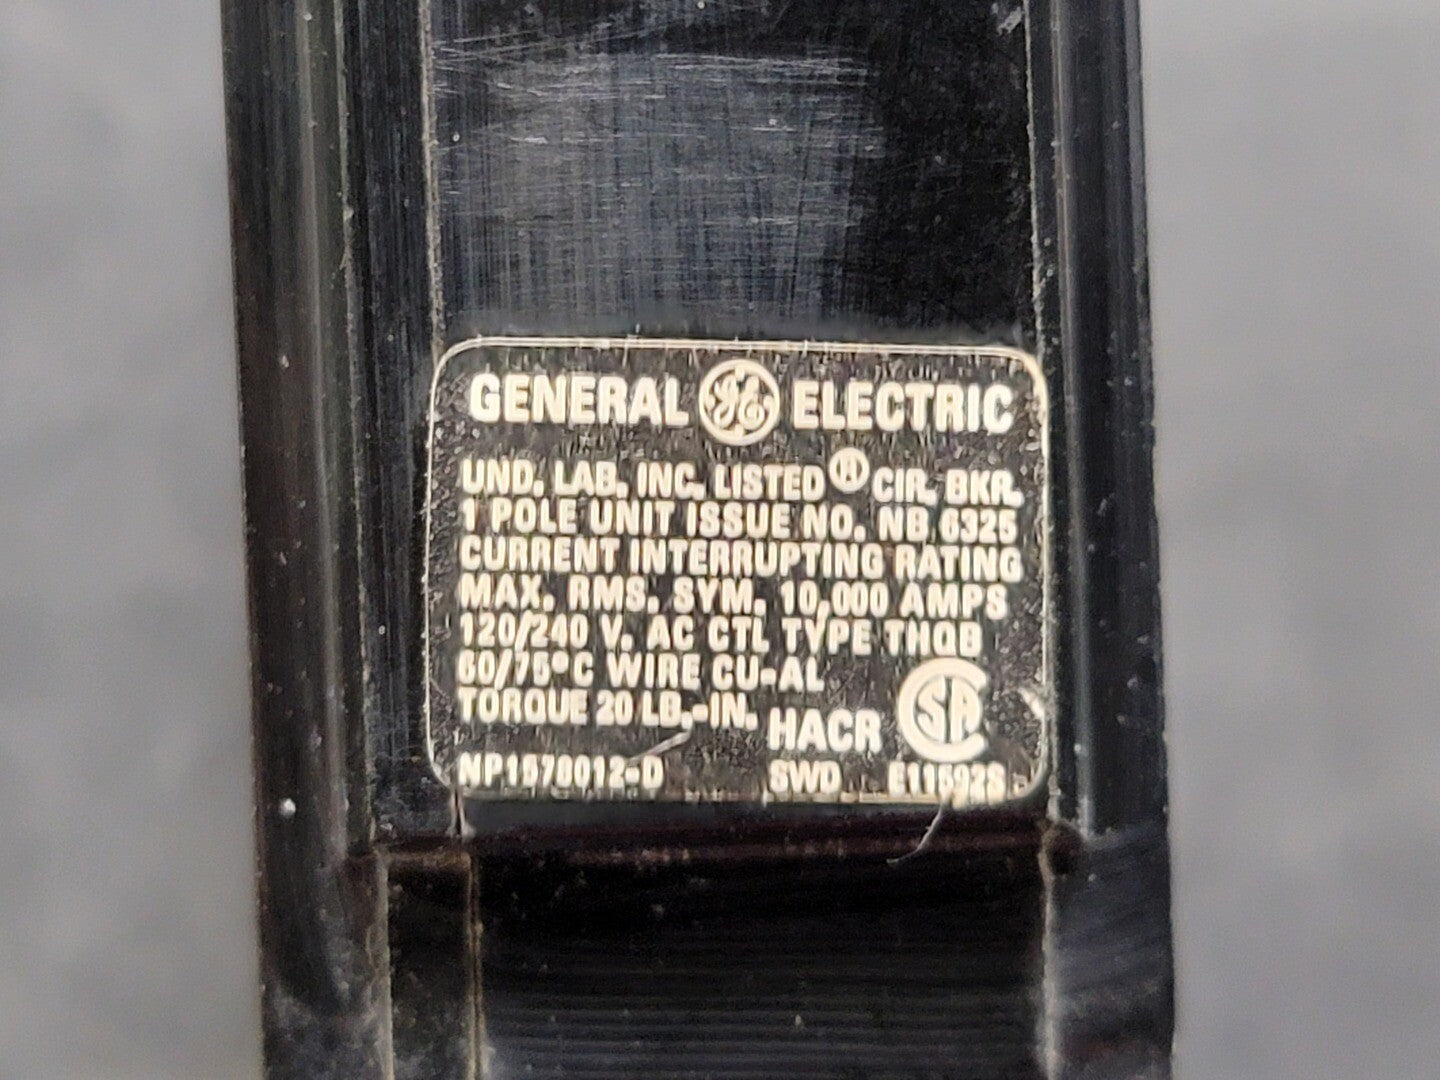 GENERAL GE ELECTRIC
UND. LAB. INC. LISTED ® CIR. BKR.
1 POLE UNIT ISSUE NO. NB 6325
CURRENT INTERRUPTING RATING
MAX. RMS. SYM. 10,000 AMPS
120/240 V. AC CTL TYPE THQB
60/75°C WIRE CU-AL
TORQUE 20 LB.-IN. HACR CSA
NP1578012-D SWD E11592S